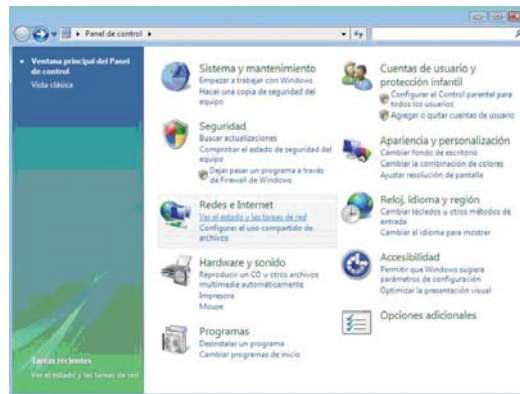 Panel de control
Ventana principal del Panel
de control
Vista clásica
Tareas recientes
Ver el estado y las tareas de red
Sistema y mantenimiento
Empezar a trabajar con Windows
Hacer una copia de seguridad del
equipo
Seguridad
Buscar actualizaciones
Comprobar el estado de seguridad del
equipo
Dejar pasar un programa a través
de Firewall de Windows
Redes e Internet
Ver el estado y las tareas de red
Configurar el uso compartido de
archivos
Hardware y sonido
Reproducir un CD u otros archivos
multimedia automáticamente
Impresora
Mouse
Programas
Desinstalar un programa
Cambiar programas de inicio
Cuentas de usuario y
protección infantil
Configurar el Control parental para
todos los usuarios
Agregar o quitar cuentas de usuario
Apariencia y personalización
Cambiar fondo de escritorio
Cambiar la combinación de colores
Ajustar resolución de pantalla
Reloj, idioma y región
Cambiar teclados u otros métodos de
entrada
Cambiar el idioma para mostrar
Accesibilidad
Permitir que Windows sugiera
parámetros de configuración
Optimizar la presentación visual
Opciones adicionales